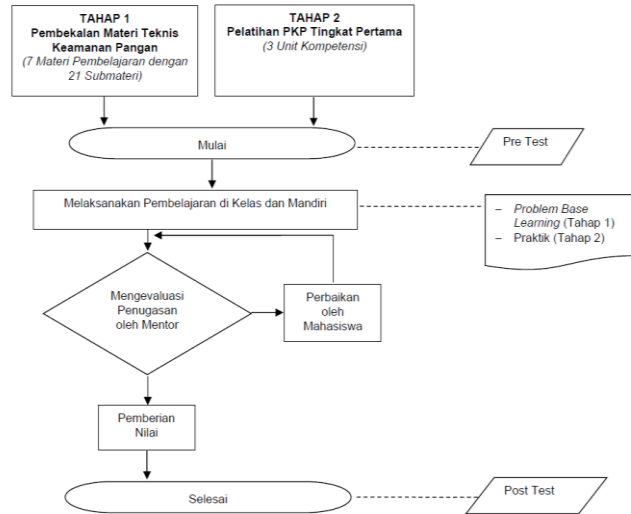 TAHAP 1
Pembekalan Materi Teknis
Keamanan Pangan
(7 Materi Pembelajaran dengan
21 Submateri)
TAHAP 2
Pelatihan PKP Tingkat Pertama
(3 Unit Kompetensi)
Mulai
Pre Test
Melaksanakan Pembelajaran di Kelas dan Mandiri
– Problem Base
Learning (Tahap 1)
– Praktik (Tahap 2)
Mengevaluasi
Penugasan
oleh Mentor
Perbaikan
oleh
Mahasiswa
Pemberian
Nilai
Selesai
Post Test